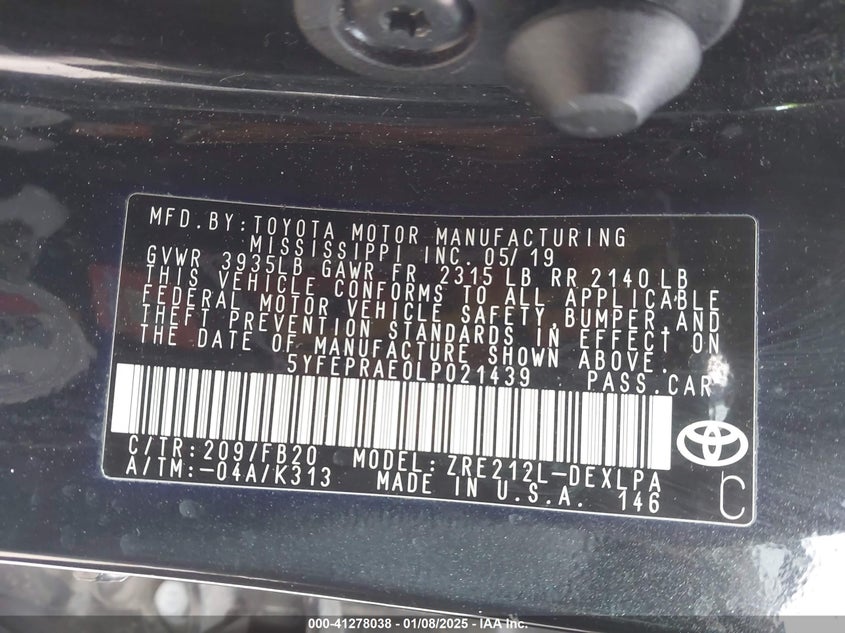 MFD.BY:TOYOTA MOTOR MANUFACTURING
MISSISSIPPI INC. 05/19
GVWR 3935LB GAWR FR 2315 LB RR 2140 LB
THIS VEHICLE CONFORMS TO ALL APPLICABLE
FEDERAL MOTOR VEHICLE SAFETY,BUMPER,AND
THEFT PREVENTION STANDARDS IN EFFECT ON
THE DATE OF MANUFACTURE SHOWN ABOVE.
5YFEPRAE0LP021439 PASS.CAR
C/TR:209/FB20 MODEL:ZRE212L-DEXLPA
A/TM:-04A/K313 MADE IN U.S.A. 146
C
000-41278038 - 01/08/2025 - IAA Inc.